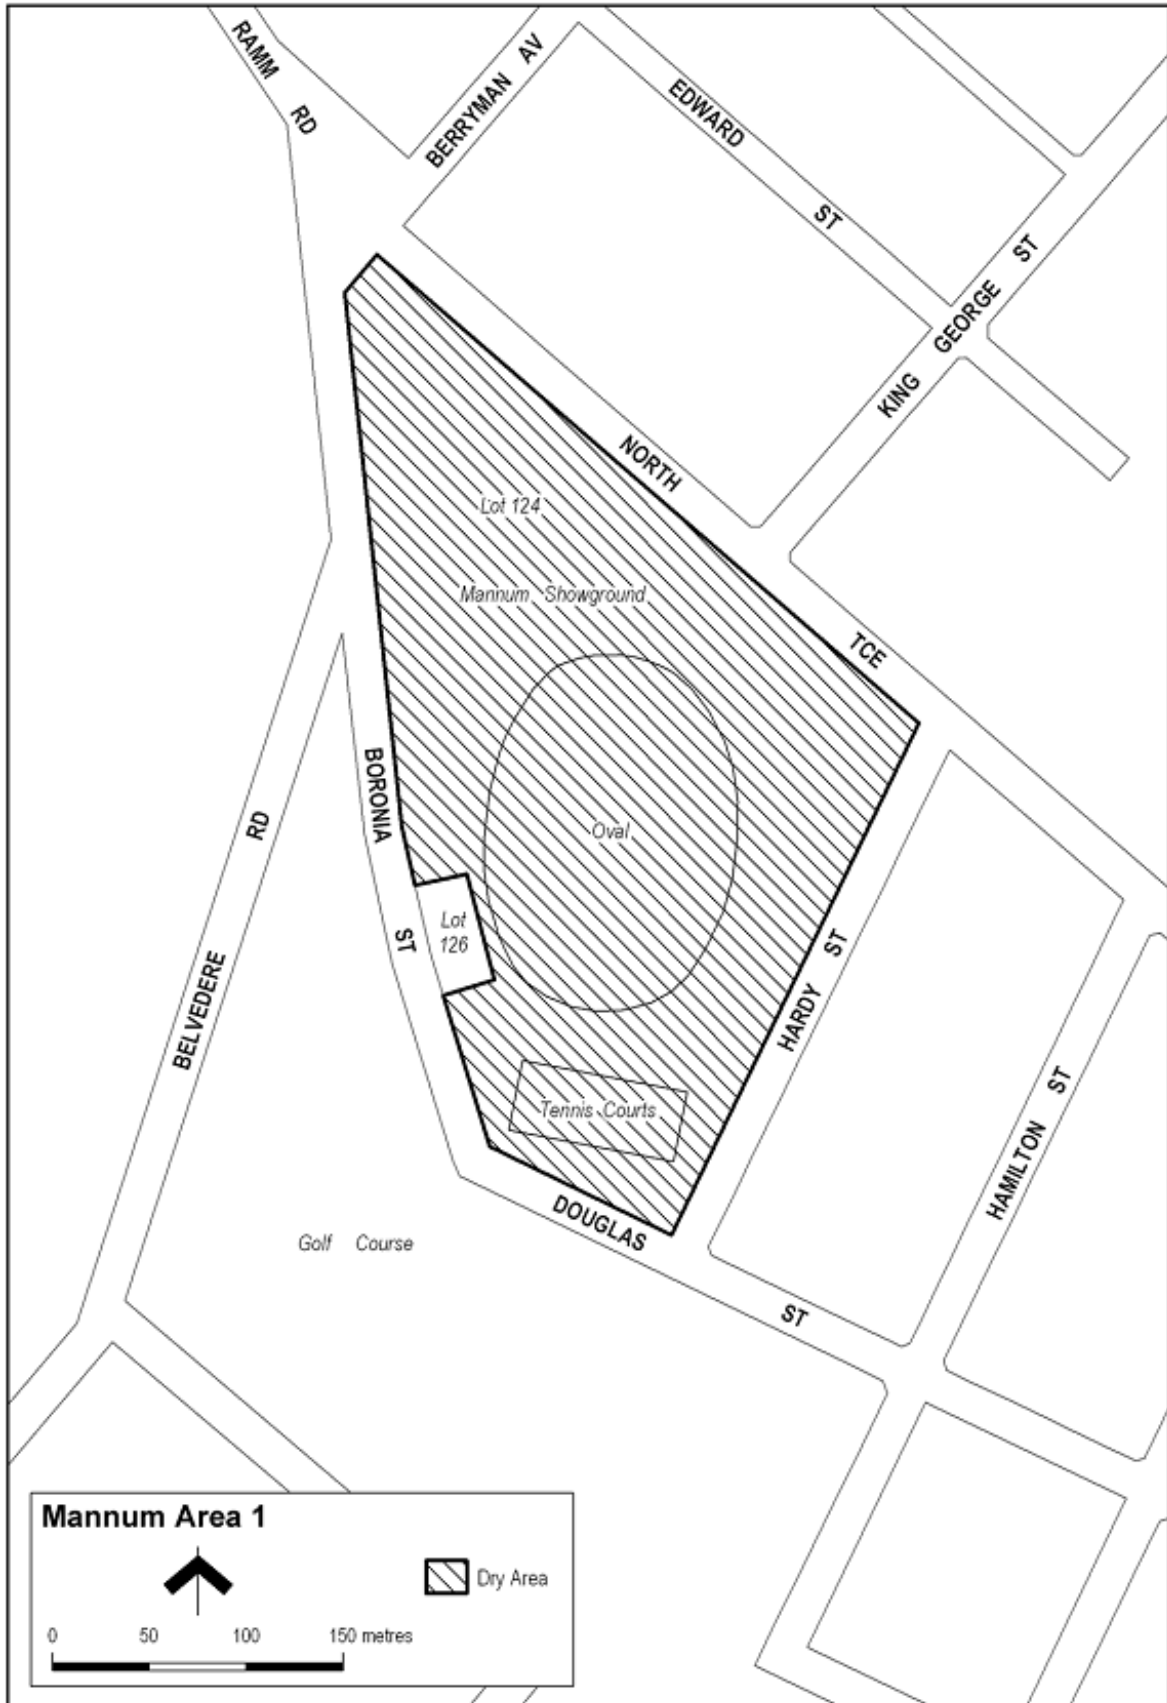 RAMM
RD
BERRYMAN AV
EDWARD
ST
KING GEORGE ST
NORTH
TCE
Lot 124
Mannum Showground
Oval
BORONIA
ST
Lot
126
BELVEDERE
RD
HARDY ST
Tennis Courts
HAMILTON ST
DOUGLAS
ST
Golf Course
Mannum Area 1
Dry Area
0 50 100 150 metres